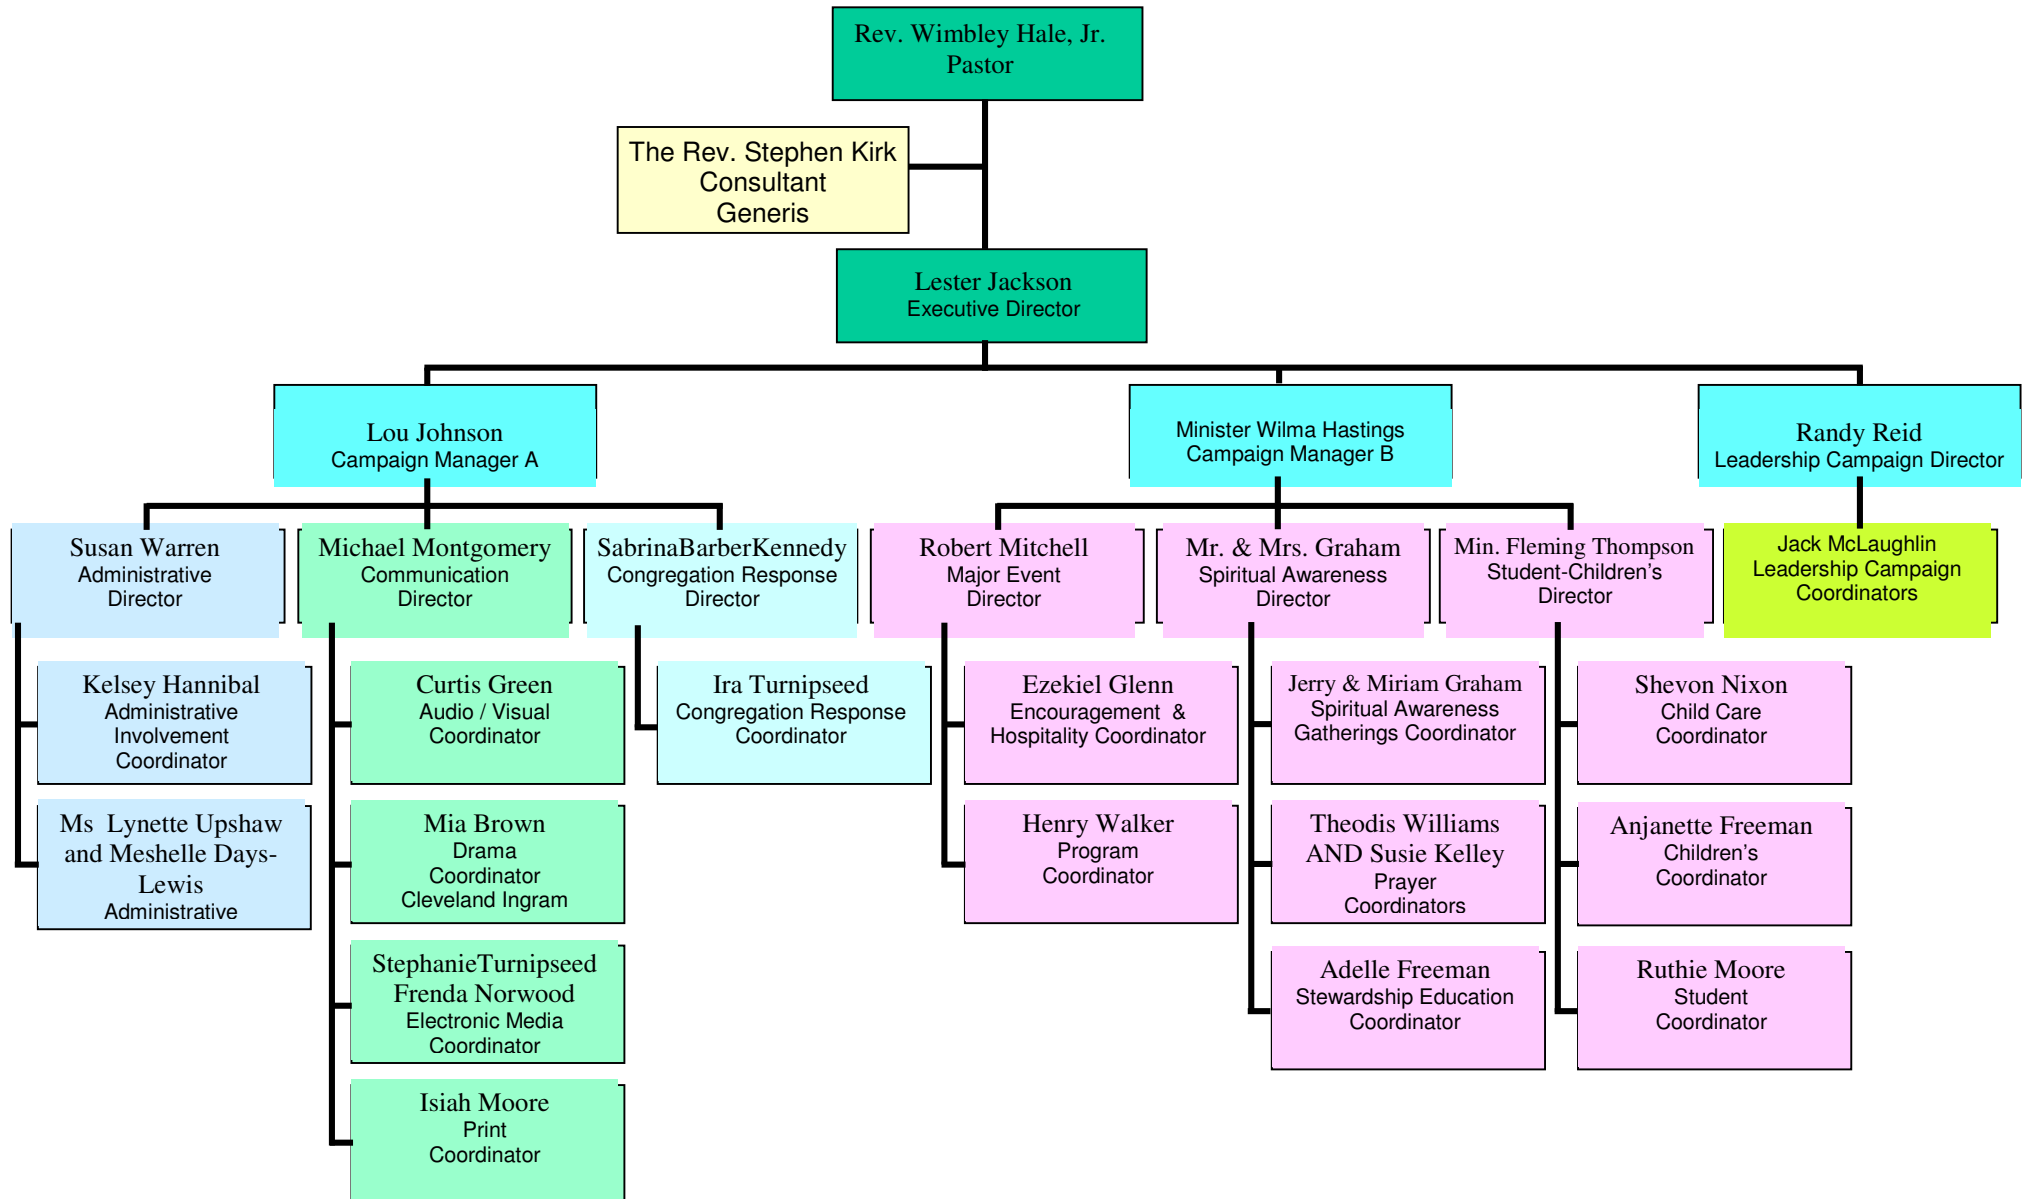 Rev. Wimbley Hale, Jr.
Pastor
The Rev. Stephen Kirk
Consultant
Generis
Lester Jackson
Executive Director
Lou Johnson
Campaign Manager A
Minister Wilma Hastings
Campaign Manager B
Randy Reid
Leadership Campaign Director
Susan Warren
Administrative
Director
Michael Montgomery
Communication
Director
SabrinaBarberKennedy
Congregation Response
Director
Robert Mitchell
Major Event
Director
Mr. & Mrs. Graham
Spiritual Awareness
Director
Min. Fleming Thompson
Student-Children's
Director
Jack McLaughlin
Leadership Campaign
Coordinators
Kelsey Hannibal
Administrative
Involvement
Coordinator
Curtis Green
Audio / Visual
Coordinator
Ira Turnipseed
Congregation Response
Coordinator
Ezekiel Glenn
Encouragement &
Hospitality Coordinator
Jerry & Miriam Graham
Spiritual Awareness
Gatherings Coordinator
Shevon Nixon
Child Care
Coordinator
Ms Lynette Upshaw
and Meshelle Days-
Lewis
Administrative
Mia Brown
Drama
Coordinator
Cleveland Ingram
Henry Walker
Program
Coordinator
Theodis Williams
AND Susie Kelley
Prayer
Coordinators
Anjanette Freeman
Children's
Coordinator
StephanieTurnipseed
Frenda Norwood
Electronic Media
Coordinator
Adelle Freeman
Stewardship Education
Coordinator
Ruthie Moore
Student
Coordinator
Isiah Moore
Print
Coordinator